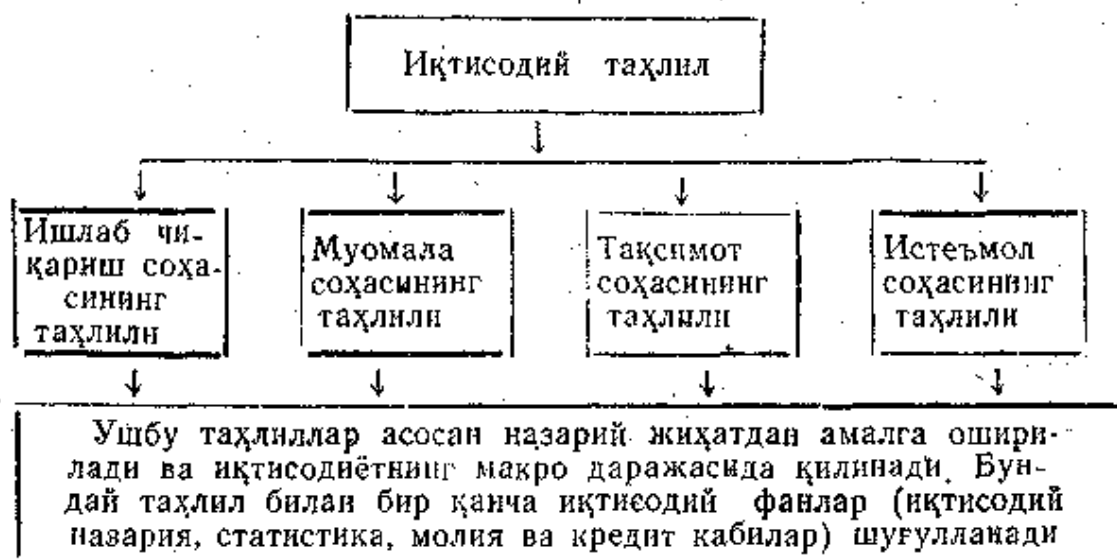 Иқтисодий таҳлил
Ишлаб чи-
қариш соҳа-
сининг
таҳлили
Муомала
соҳасининг
таҳлили
Тақсимот
соҳасининг
таҳлили
Истеъмол
соҳасининг
таҳлили
Ушбу таҳлиллар асосан назарий жиҳатдан амалга ошири-
лади ва иқтисодиётнинг макро даражасида қилинади. Бун-
дай таҳлил билан бир қанча иқтисодий фанлар (иқтисодий
назария, статистика, молия ва кредит кабилар) шуғулланади